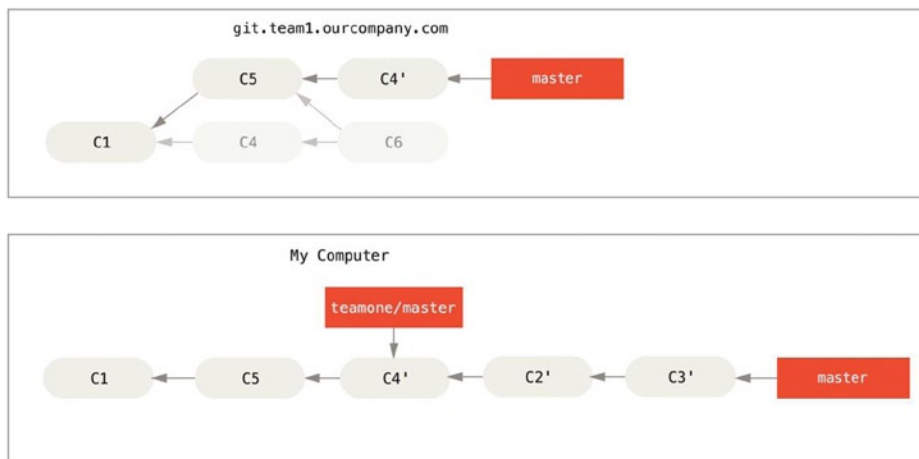 git.team1.ourcompany.com
C5 C4' master
C1 C4 C6
My Computer
teamone/master
C1 C5 C4' C2' C3' master